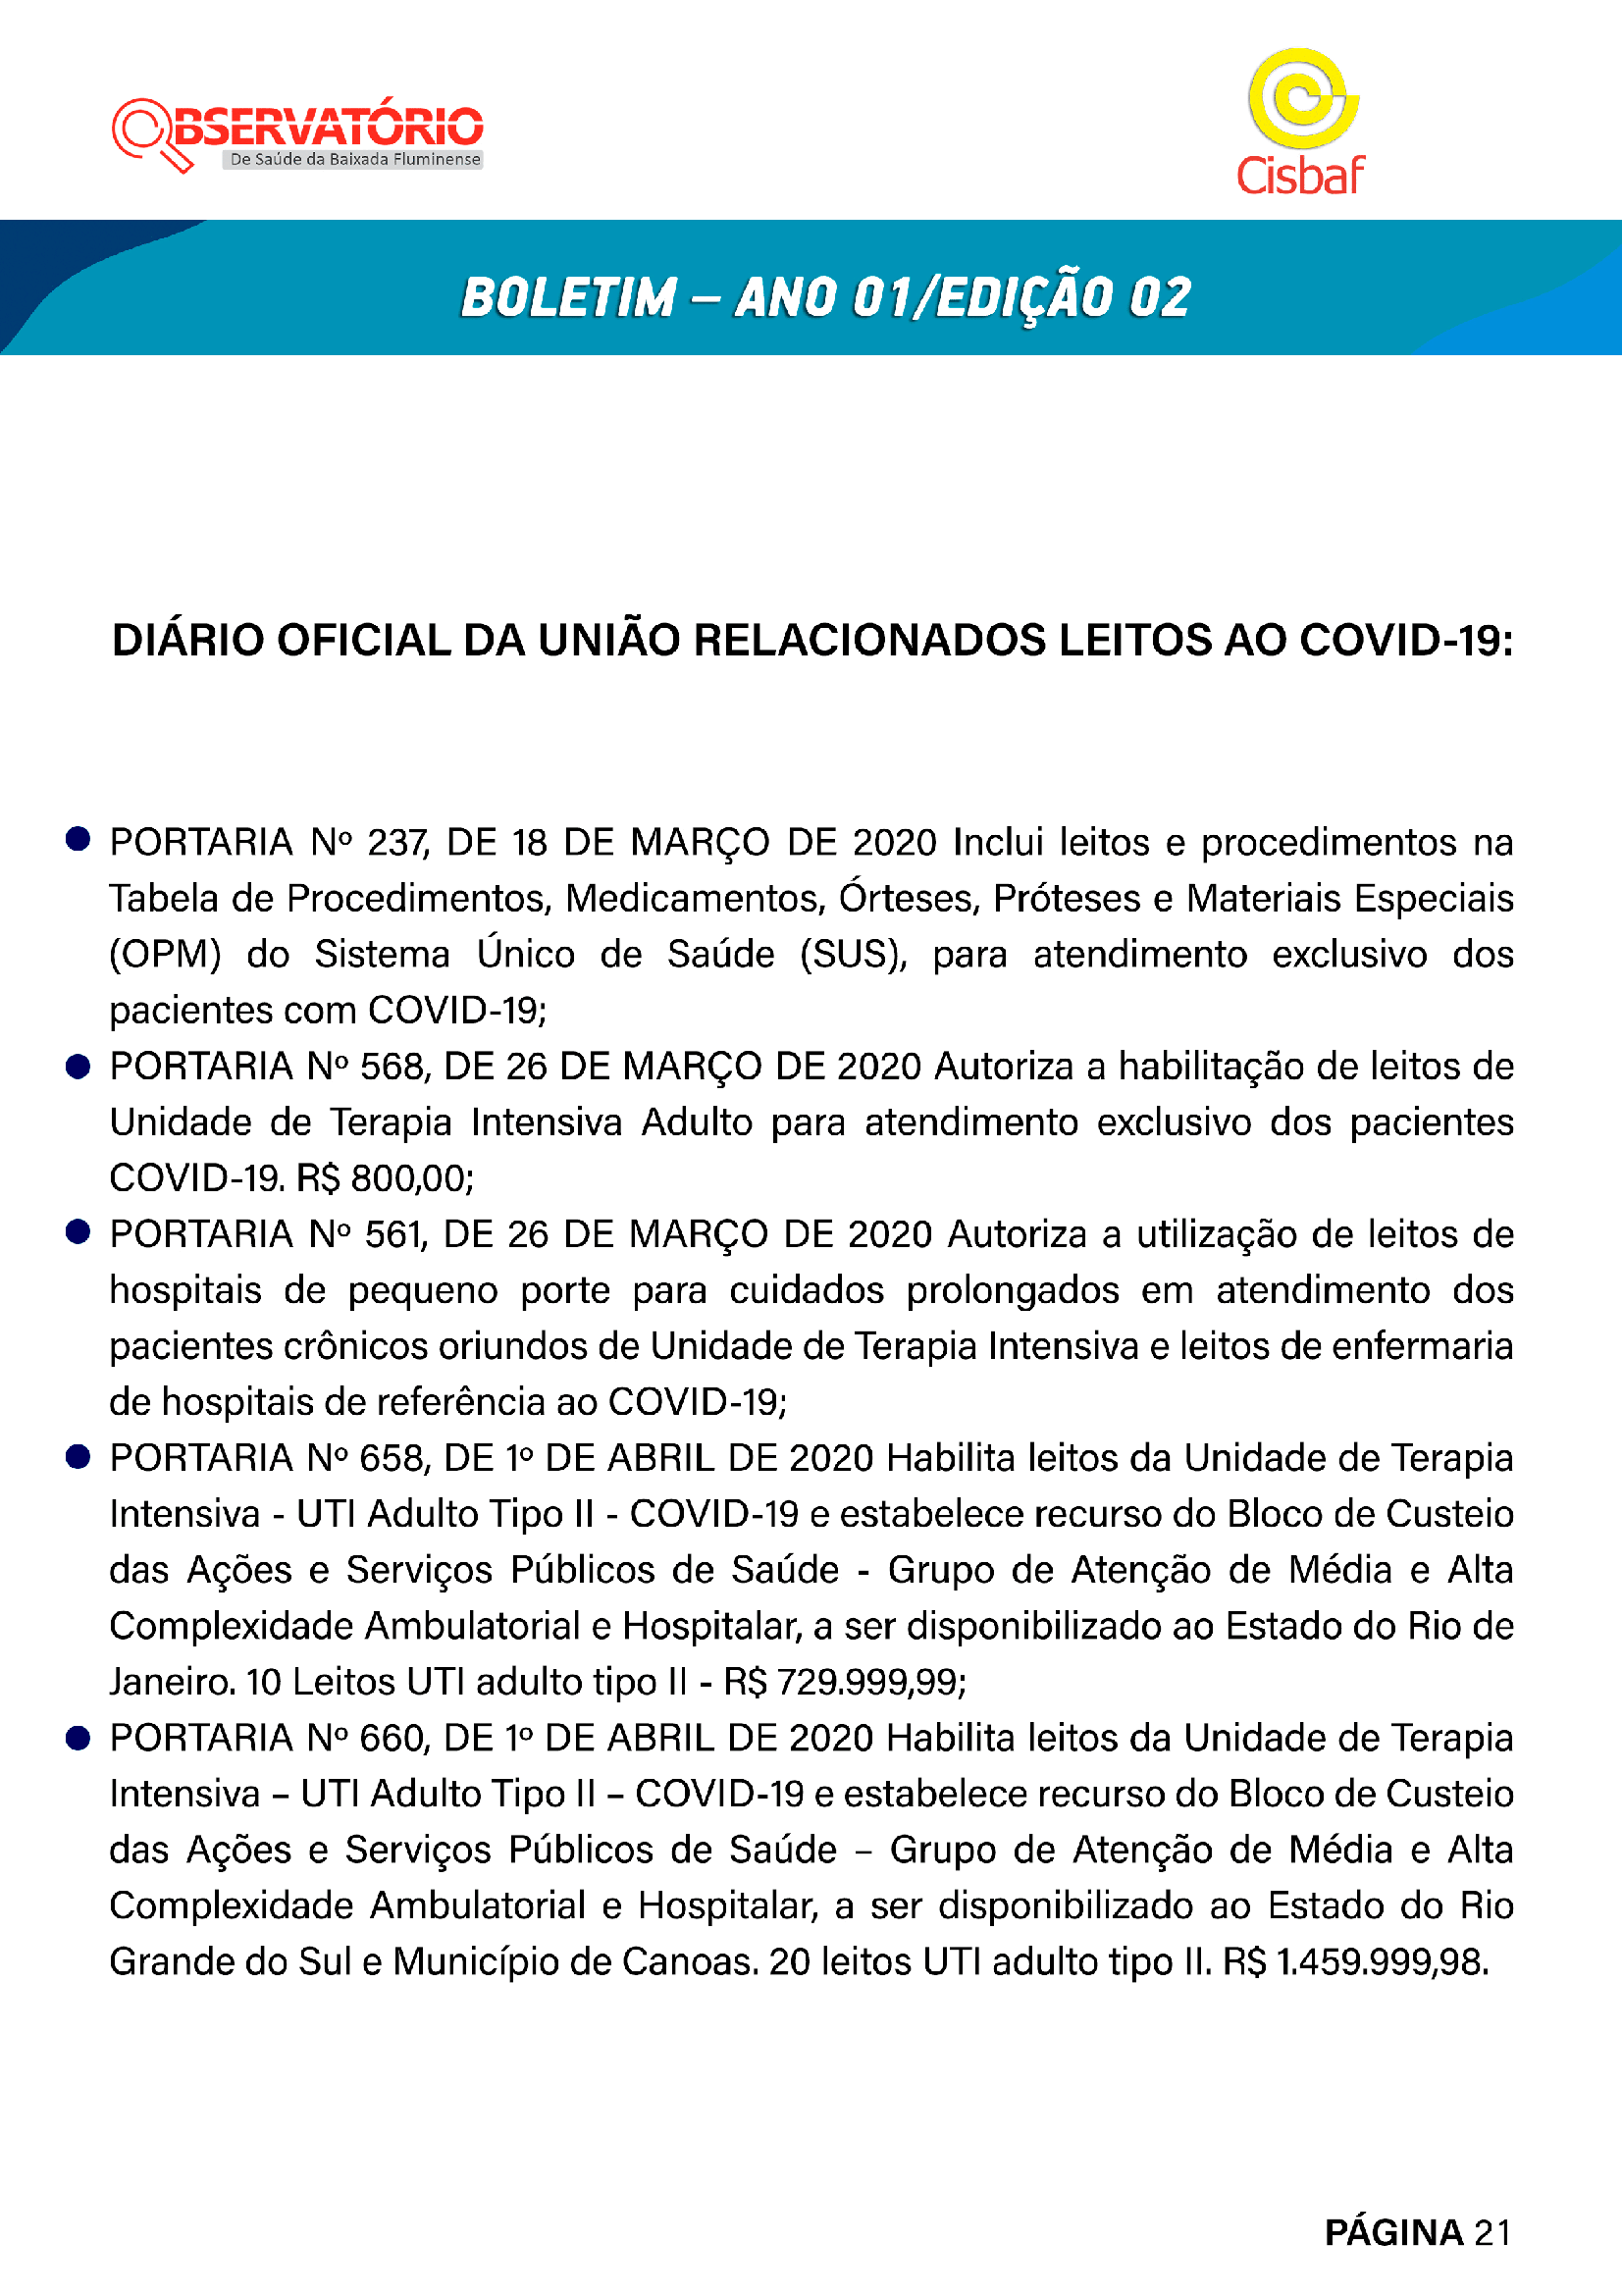 OBSERVATÓRIO
De Saúde da Baixada Fluminense
Cisbaf
BOLETIM – ANO 01/EDIÇÃO 02
DIÁRIO OFICIAL DA UNIÃO RELACIONADOS LEITOS AO COVID-19:
● PORTARIA Nº 237, DE 18 DE MARÇO DE 2020 Inclui leitos e procedimentos na
Tabela de Procedimentos, Medicamentos, Órteses, Próteses e Materiais Especiais
(OPM) do Sistema Único de Saúde (SUS), para atendimento exclusivo dos
pacientes com COVID-19;
● PORTARIA Nº 568, DE 26 DE MARÇO DE 2020 Autoriza a habilitação de leitos de
Unidade de Terapia Intensiva Adulto para atendimento exclusivo dos pacientes
COVID-19. R$ 800,00;
● PORTARIA Nº 561, DE 26 DE MARÇO DE 2020 Autoriza a utilização de leitos de
hospitais de pequeno porte para cuidados prolongados em atendimento dos
pacientes crônicos oriundos de Unidade de Terapia Intensiva e leitos de enfermaria
de hospitais de referência ao COVID-19;
● PORTARIA Nº 658, DE 1º DE ABRIL DE 2020 Habilita leitos da Unidade de Terapia
Intensiva - UTI Adulto Tipo II - COVID-19 e estabelece recurso do Bloco de Custeio
das Ações e Serviços Públicos de Saúde - Grupo de Atenção de Média e Alta
Complexidade Ambulatorial e Hospitalar, a ser disponibilizado ao Estado do Rio de
Janeiro. 10 Leitos UTI adulto tipo II - R$ 729.999,99;
● PORTARIA Nº 660, DE 1º DE ABRIL DE 2020 Habilita leitos da Unidade de Terapia
Intensiva – UTI Adulto Tipo II – COVID-19 e estabelece recurso do Bloco de Custeio
das Ações e Serviços Públicos de Saúde – Grupo de Atenção de Média e Alta
Complexidade Ambulatorial e Hospitalar, a ser disponibilizado ao Estado do Rio
Grande do Sul e Município de Canoas. 20 leitos UTI adulto tipo II. R$ 1.459.999,98.
PÁGINA 21